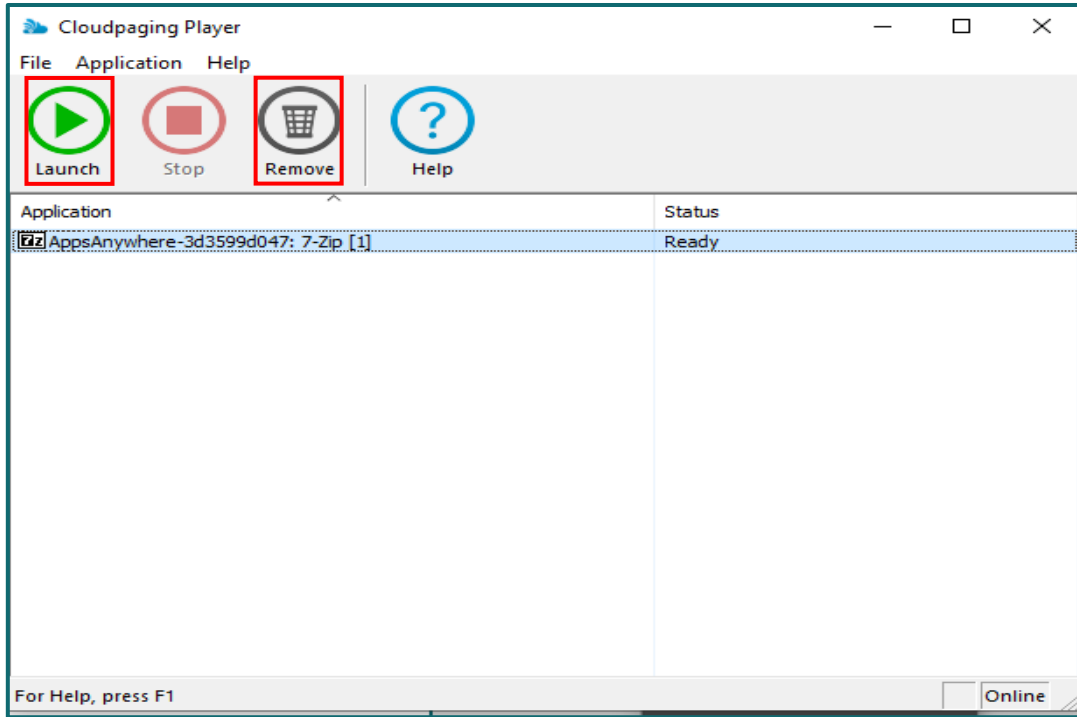 Cloudpaging Player
File Application Help
Launch Stop Remove Help
Application Status
7z AppsAnywhere-3d3599d047: 7-Zip [1] Ready
For Help, press F1 Online